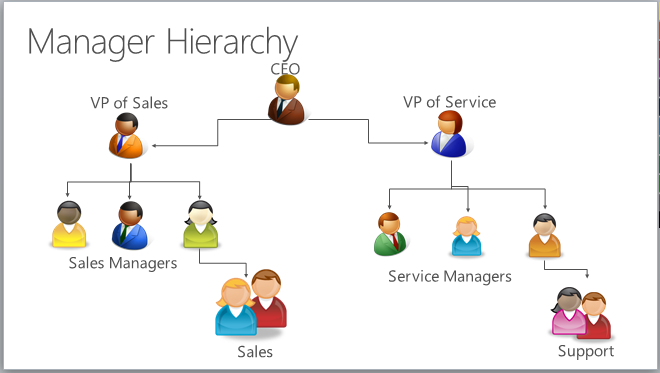 Manager Hierarchy
CEO
VP of Sales
VP of Service
Sales Managers
Service Managers
Sales
Support